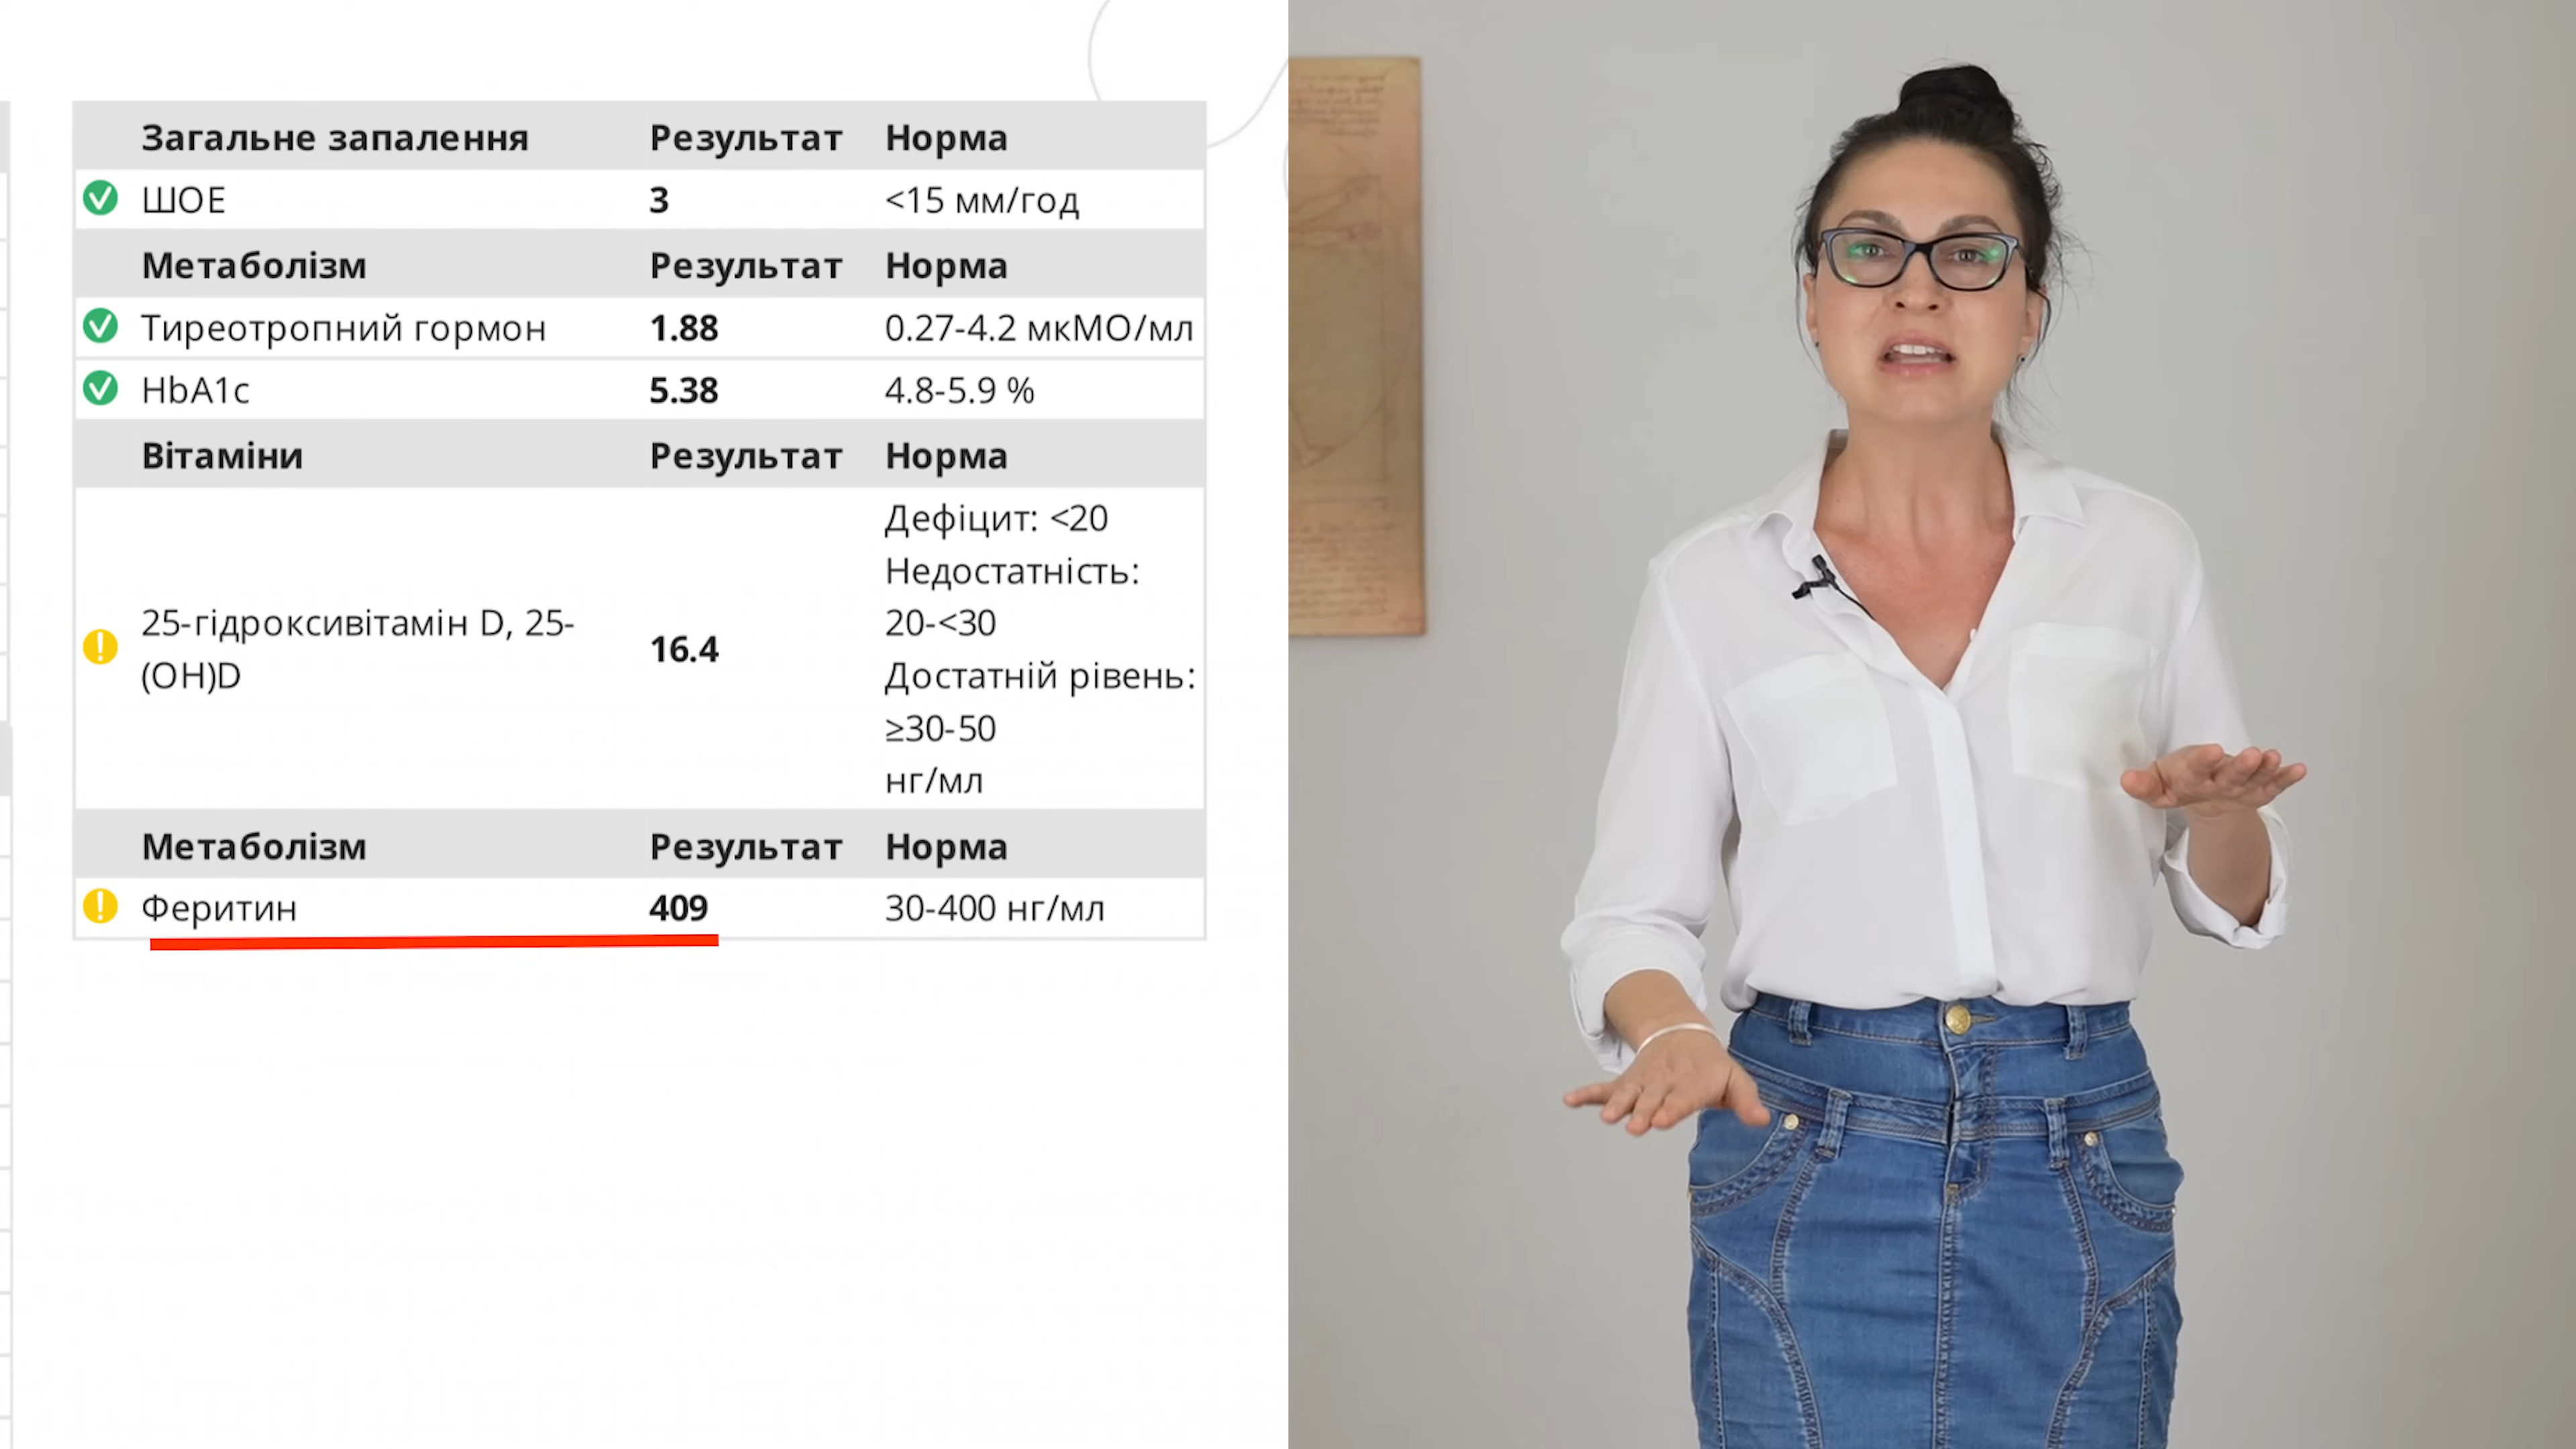 Загальне запалення Результат Норма
ШОЕ 3 <15 мм/год
Метаболізм Результат Норма
Тиреотропний гормон 1.88 0.27-4.2 мкМО/мл
HbA1c 5.38 4.8-5.9 %
Вітаміни Результат Норма
25-гідроксивітамін D, 25-
(OH)D
16.4
Дефіцит: <20
Недостатність:
20-<30
Достатній рівень:
≥30-50
нг/мл
Метаболізм Результат Норма
Феритин 409 30-400 нг/мл